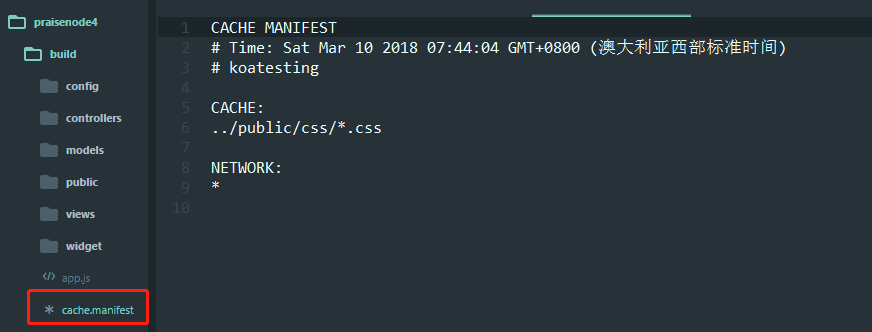 praisenode4
build
config
controllers
models
public
views
widget
</> app.js
* cache.manifest
1 CACHE MANIFEST
2 # Time: Sat Mar 10 2018 07:44:04 GMT+0800 (澳大利亚西部标准时间)
3 # koatesting
4
5 CACHE:
6 ../public/css/*.css
7
8 NETWORK:
9 *
10